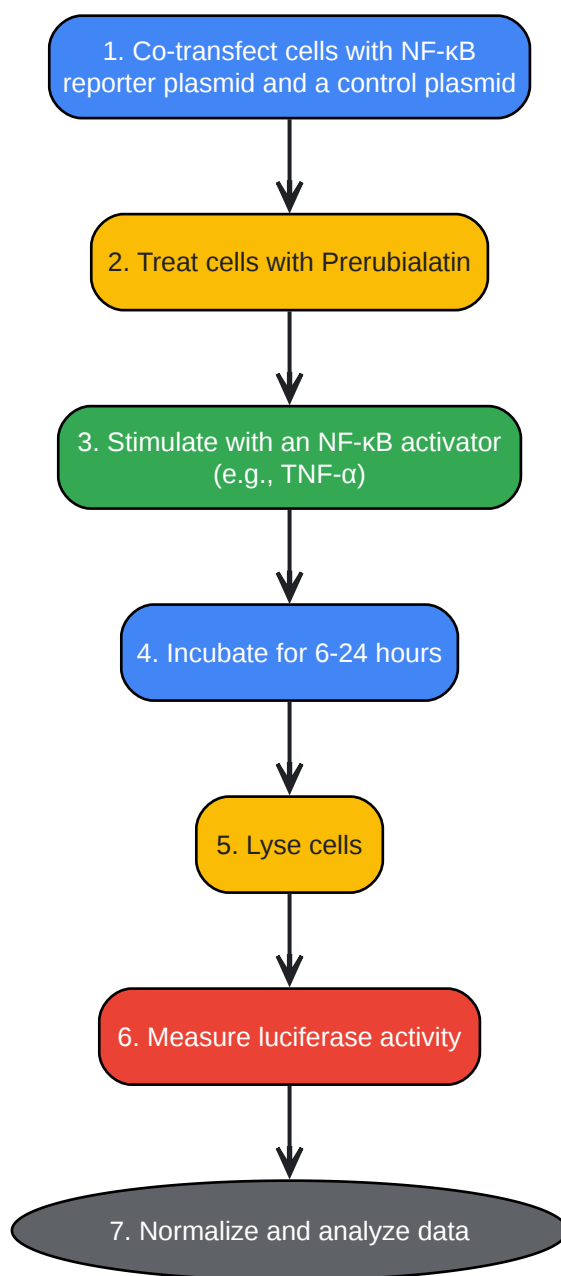 1. Co-transfect cells with NF-κB
reporter plasmid and a control plasmid
2. Treat cells with Prerubialatin
3. Stimulate with an NF-κB activator
(e.g., TNF-α)
4. Incubate for 6-24 hours
5. Lyse cells
6. Measure luciferase activity
7. Normalize and analyze data